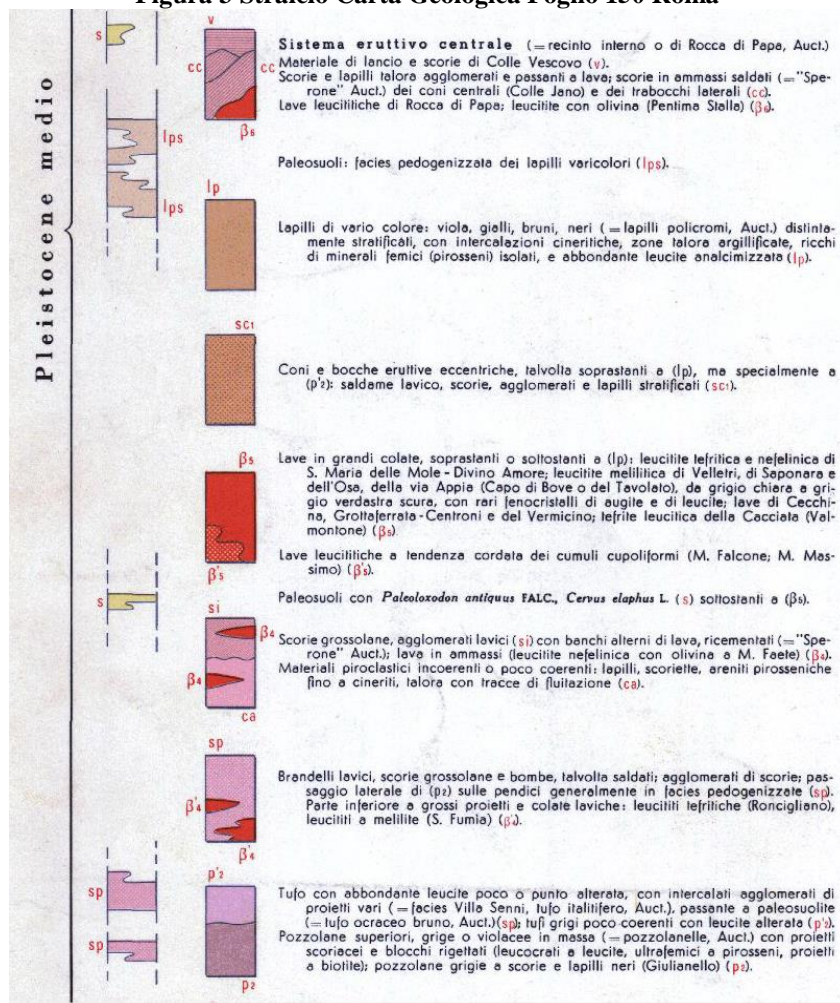 Figura 3 Stralcio Carta Geologica Foglio 150 Roma
v
s
cc
cc
β6
Sistema eruttivo centrale (=recinto interno o di Rocca di Papa, Auct.)
Materiale di lancio e scorie di Colle Vescovo (v).
Scorie e lapilli talora agglomerati e passanti a lava; scorie in ammassi saldati (="Spe-
rone" Auct.) dei coni centrali (Colle Jano) e dei trabocchi laterali (cc).
Lave leucititiche di Rocca di Papa; leucitite con olivina (Pentima Stalla) (β6).
Pleistocene medio
lps
lps
Paleosuoli: facies pedogenizzata dei lapilli varicolori (lps).
lp
Lapilli di vario colore: viola, gialli, bruni, neri (=lapilli policromi, Auct.) distinta-
mente stratificati, con intercalazioni cineritiche, zone talora argillificate, ricchi
di minerali femici (pirosseni) isolati, e abbondante leucite analcimizzata (lp).
sc1
Coni e bocche eruttive eccentriche, talvolta soprastanti a (lp), ma specialmente a
(p'2): saldame lavico, scorie, agglomerati e lapilli stratificati (sc1).
β5
β'5
Lave in grandi colate, soprastanti o sottostanti a (lp): leucitite tefritica e nefelinica di
S. Maria delle Mole - Divino Amore; leucitite melilitica di Velletri, di Saponara e
dell'Osa, della via Appia (Capo di Bove o del Tavolato), da grigio chiara a gri-
gio verdastra scura, con rari fenocristalli di augite e di leucite; lave di Cecchi-
na, Grottaferrata-Centroni e del Vermicino; tefrite leucitica della Cacciata (Val-
montone) (β5)
Lave leucititiche a tendenza cordata dei cumuli cupoliformi (M. Falcone; M. Mas-
simo) (β'5).
s
Paleosuoli con Paleoloxodon antiquus FALC., Cervus elaphus L. (s) sottostanti a (β5).
si
β4
β4
ca
Scorie grossolane, agglomerati lavici (si) con banchi alterni di lava, ricementati (="Spe-
rone" Auct.); lava in ammassi (leucitite nefelinica con olivina a M. Faete) (β4).
Materiali piroclastici incoerenti o poco coerenti: lapilli, scoriette, areniti pirosseniche
fino a cineriti, talora con tracce di fluitazione (ca).
sp
β'4
β'4
Brandelli lavici, scorie grossolane e bombe, talvolta saldati; agglomerati di scorie; pas-
saggio laterale di (p2) sulle pendici generalmente in facies pedogenizzata (sp).
Parte inferiore a grossi proietti e colate laviche: leucititi tefritiche (Roncigliano),
leucititi a melilite (S. Fumia) (β'4).
p'2
sp
sp
p2
Tufo con abbondante leucite poco o punto alterata, con intercalati agglomerati di
proietti vari (=facies Villa Senni, tufo italitifero, Auct.), passante a paleosuolite
(=tufo ocraceo bruno, Auct.)(sp); tufi grigi poco coerenti con leucite alterata (p'2).
Pozzolane superiori, grige o violacee in massa (=pozzolanelle, Auct.) con proietti
scoriacei e blocchi rigettati (leucocrati a leucite, ultrafemici a pirosseni, proietti
a biotite); pozzolane grigie a scorie e lapilli neri (Giulianello) (p2).